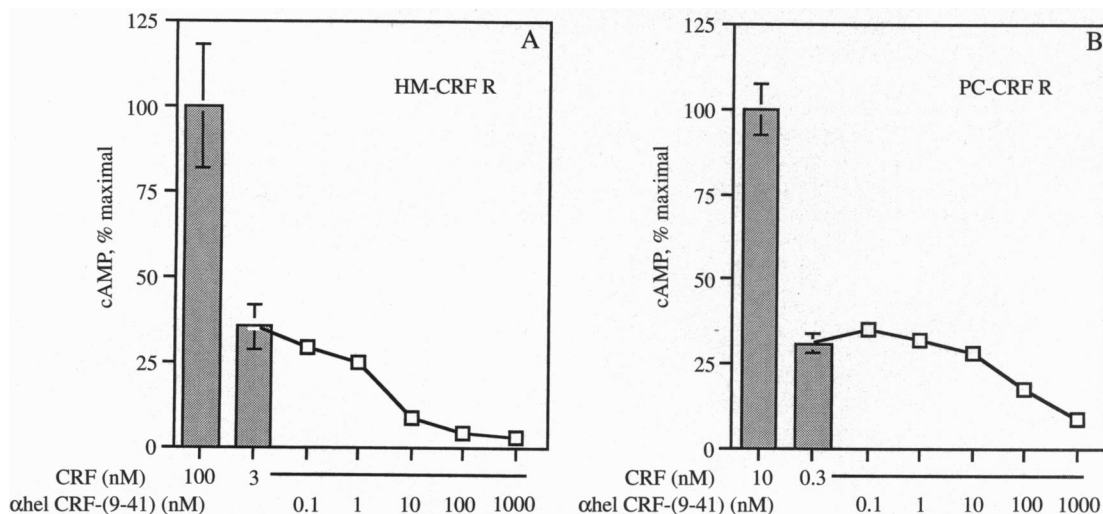 A
HM-CRF R
cAMP, % maximal
125
100
75
50
25
0
CRF (nM) 100 3
αhel CRF-(9-41) (nM) 0.1 1 10 100 1000
B
PC-CRF R
cAMP, % maximal
125
100
75
50
25
0
CRF (nM) 10 0.3
αhel CRF-(9-41) (nM) 0.1 1 10 100 1000